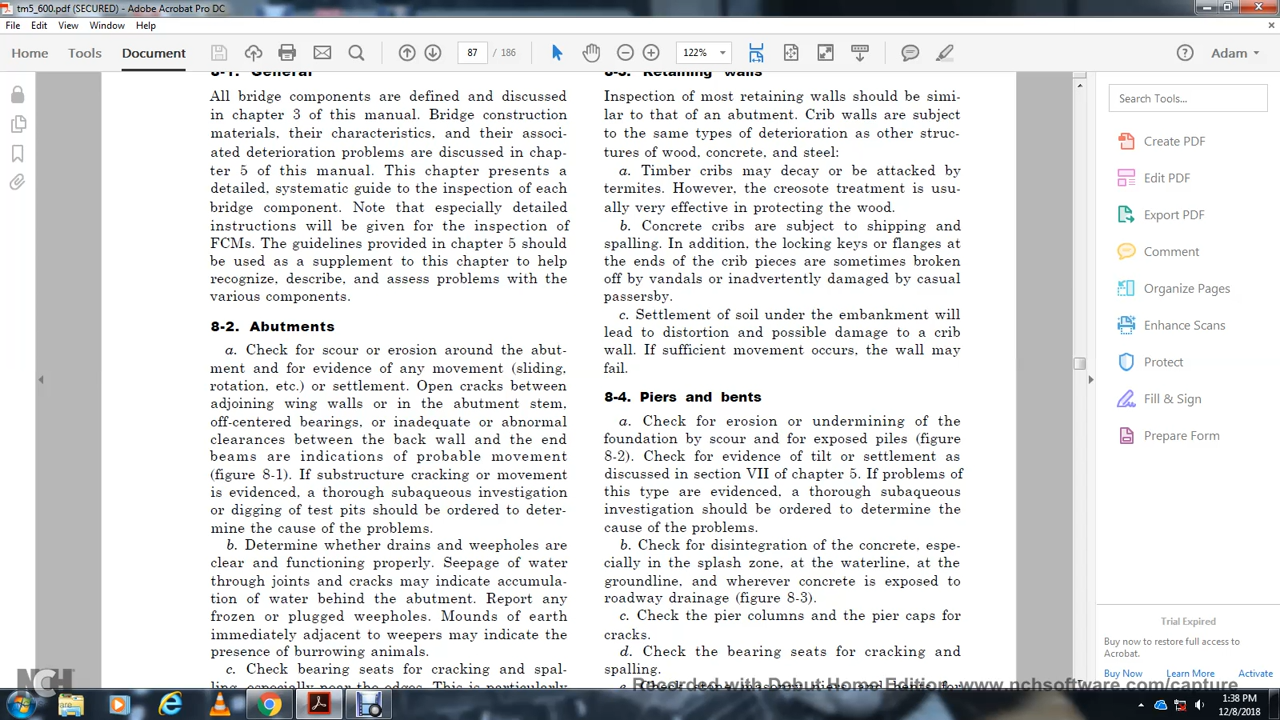 tm5_600.pdf (SECURED) - Adobe Acrobat Pro DC
File Edit View Window Help
Home Tools Document 87 / 186 122% Adam
8-1. General
All bridge components are defined and discussed
in chapter 3 of this manual. Bridge construction
materials, their characteristics, and their associ-
ated deterioration problems are discussed in chap-
ter 5 of this manual. This chapter presents a
detailed, systematic guide to the inspection of each
bridge component. Note that especially detailed
instructions will be given for the inspection of
FCMs. The guidelines provided in chapter 5 should
be used as a supplement to this chapter to help
recognize, describe, and assess problems with the
various components.
8-2. Abutments
a. Check for scour or erosion around the abut-
ment and for evidence of any movement (sliding,
rotation, etc.) or settlement. Open cracks between
adjoining wing walls or in the abutment stem,
off-centered bearings, or inadequate or abnormal
clearances between the back wall and the end
beams are indications of probable movement
(figure 8-1). If substructure cracking or movement
is evidenced, a thorough subaqueous investigation
or digging of test pits should be ordered to deter-
mine the cause of the problems.
b. Determine whether drains and weepholes are
clear and functioning properly. Seepage of water
through joints and cracks may indicate accumula-
tion of water behind the abutment. Report any
frozen or plugged weepholes. Mounds of earth
immediately adjacent to weepers may indicate the
presence of burrowing animals.
c. Check bearing seats for cracking and spal-
ling, especially near the edges. This is particularly
8-3. Retaining walls
Inspection of most retaining walls should be simi-
lar to that of an abutment. Crib walls are subject
to the same types of deterioration as other struc-
tures of wood, concrete, and steel:
a. Timber cribs may decay or be attacked by
termites. However, the creosote treatment is usu-
ally very effective in protecting the wood.
b. Concrete cribs are subject to shipping and
spalling. In addition, the locking keys or flanges at
the ends of the crib pieces are sometimes broken
off by vandals or inadvertently damaged by casual
passersby.
c. Settlement of soil under the embankment will
lead to distortion and possible damage to a crib
wall. If sufficient movement occurs, the wall may
fail.
8-4. Piers and bents
a. Check for erosion or undermining of the
foundation by scour and for exposed piles (figure
8-2). Check for evidence of tilt or settlement as
discussed in section VII of chapter 5. If problems of
this type are evidenced, a thorough subaqueous
investigation should be ordered to determine the
cause of the problems.
b. Check for disintegration of the concrete, espe-
cially in the splash zone, at the waterline, at the
groundline, and wherever concrete is exposed to
roadway drainage (figure 8-3).
c. Check the pier columns and the pier caps for
cracks.
d. Check the bearing seats for cracking and
spalling.
Search Tools...
Create PDF
Edit PDF
Export PDF
Comment
Organize Pages
Enhance Scans
Protect
Fill & Sign
Prepare Form
Trial Expired
Buy now to restore full access to
Acrobat.
Buy Now Learn More Activate
NCH
Recorded with Debut Home Edition www.nchsoftware.com/capture
1:38 PM
12/8/2018